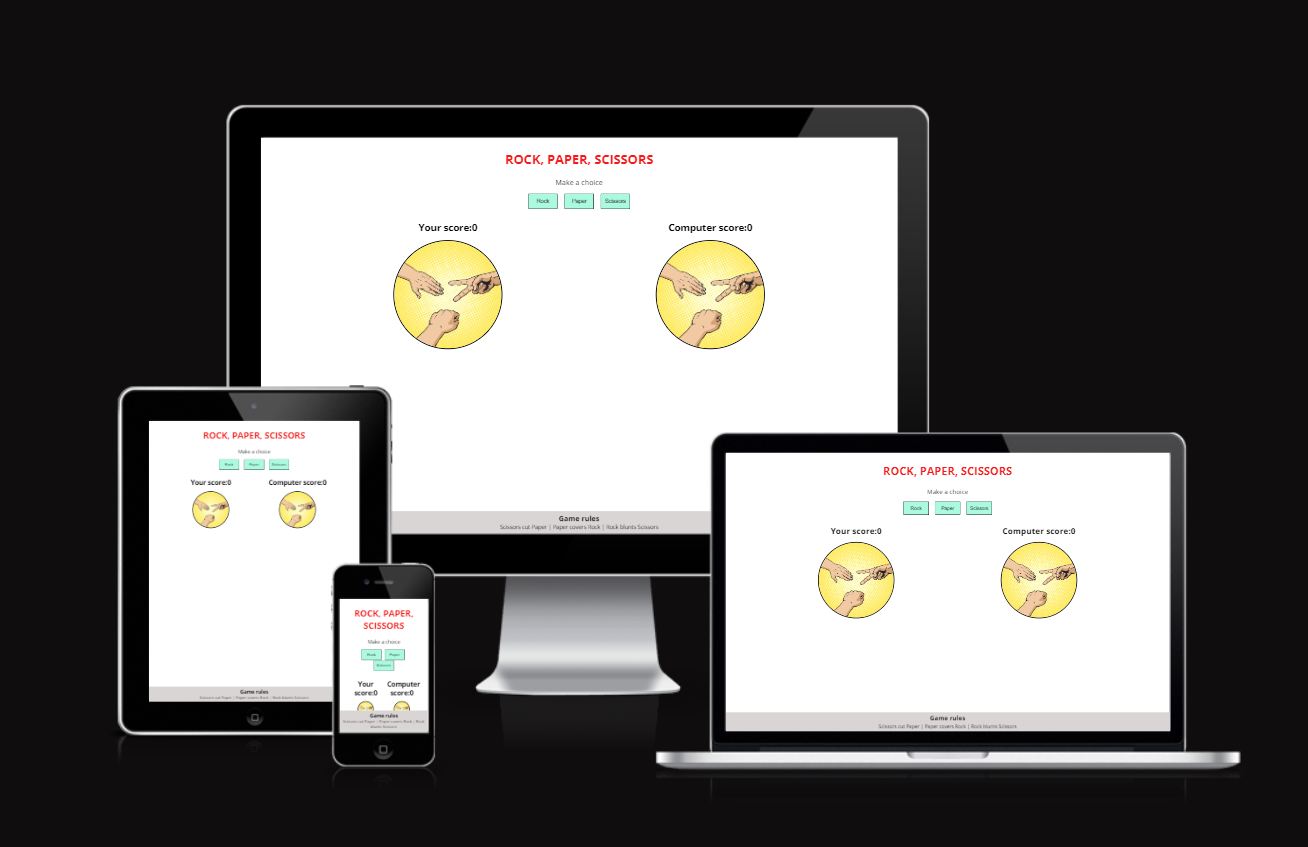 ROCK, PAPER, SCISSORS
Make a choice
Rock Paper Scissors
Your score:0 Computer score:0
Game rules
Scissors cut Paper | Paper covers Rock | Rock blunts Scissors
ROCK, PAPER, SCISSORS
Make a choice
Rock Paper Scissors
Your score:0 Computer score:0
Game rules
Scissors cut Paper | Paper covers Rock | Rock blunts Scissors
ROCK, PAPER,
SCISSORS
Make a choice
Rock Paper
Scissors
Your Computer
score:0 score:0
Game rules
Scissors cut Paper | Paper covers Rock | Rock
blunts Scissors
ROCK, PAPER, SCISSORS
Make a choice
Rock Paper Scissors
Your score:0 Computer score:0
Game rules
Scissors cut Paper | Paper covers Rock | Rock blunts Scissors